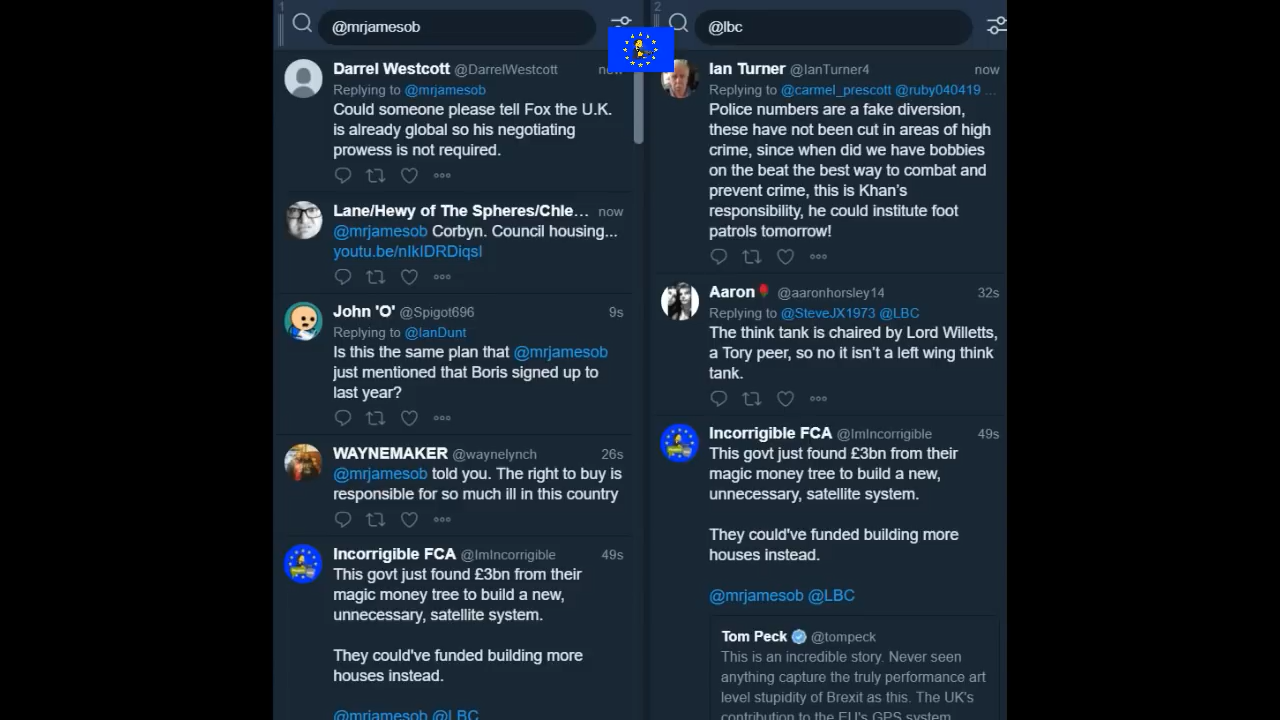 1
@mrjamesob
Darrel Westcott @DarrelWestcott now
Replying to @mrjamesob
Could someone please tell Fox the U.K.
is already global so his negotiating
prowess is not required.
Lane/Hewy of The Spheres/Chle... now
@mrjamesob Corbyn. Council housing...
youtu.be/nIkIDRDiqsI
John 'O' @Spigot696 9s
Replying to @IanDunt
Is this the same plan that @mrjamesob
just mentioned that Boris signed up to
last year?
WAYNEMAKER @waynelynch 26s
@mrjamesob told you. The right to buy is
responsible for so much ill in this country
Incorrigible FCA @ImIncorrigible 49s
This govt just found £3bn from their
magic money tree to build a new,
unnecessary, satellite system.
They could've funded building more
houses instead.
@mrjamesob @LBC
2
@lbc
Ian Turner @IanTurner4 now
Replying to @carmel_prescott @ruby040419 ...
Police numbers are a fake diversion,
these have not been cut in areas of high
crime, since when did we have bobbies
on the beat the best way to combat and
prevent crime, this is Khan's
responsibility, he could institute foot
patrols tomorrow!
Aaron @aaronhorsley14 32s
Replying to @SteveJX1973 @LBC
The think tank is chaired by Lord Willetts,
a Tory peer, so no it isn't a left wing think
tank.
Incorrigible FCA @ImIncorrigible 49s
This govt just found £3bn from their
magic money tree to build a new,
unnecessary, satellite system.
They could've funded building more
houses instead.
@mrjamesob @LBC
Tom Peck @tompeck
This is an incredible story. Never seen
anything capture the truly performance art
level stupidity of Brexit as this. The UK's
contribution to the EU's GPS system